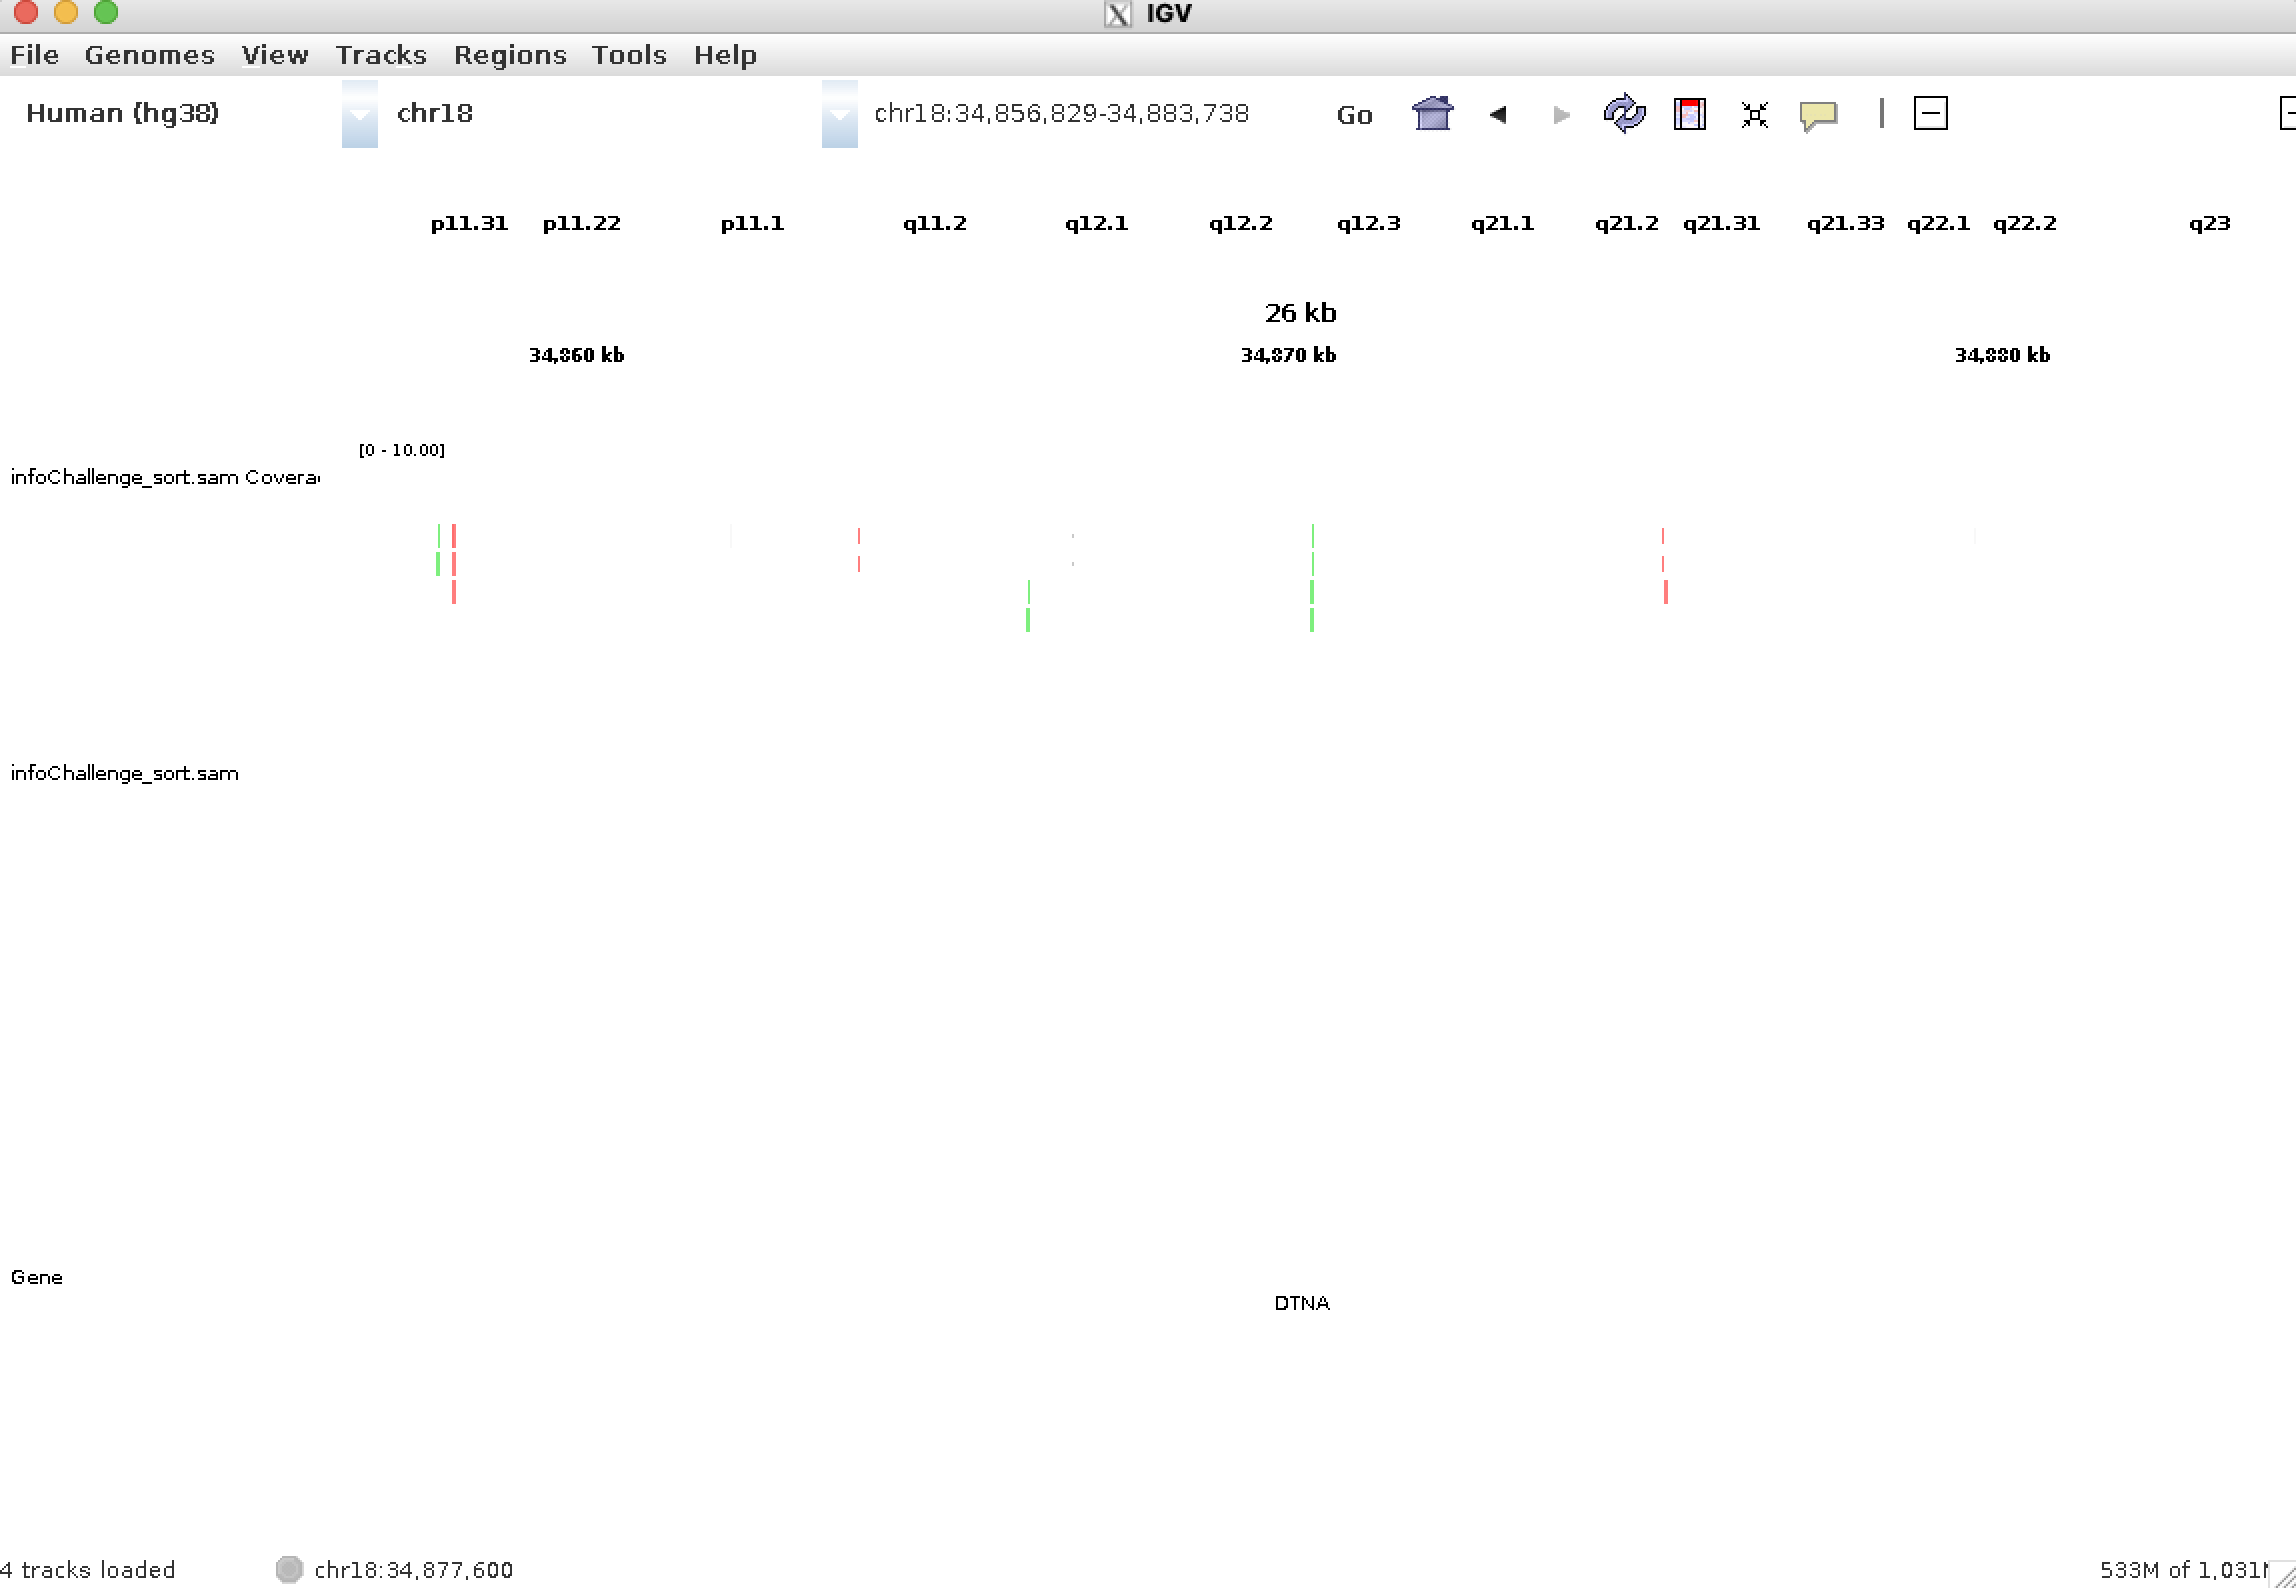 IGV
File Genomes View Tracks Regions Tools Help
Human (hg38) chr18 chr18:34,856,829-34,883,738 Go
p11.31 p11.22 p11.1 q11.2 q12.1 q12.2 q12.3 q21.1 q21.2 q21.31 q21.33 q22.1 q22.2 q23
26 kb
34,860 kb 34,870 kb 34,880 kb
[0 - 10.00]
infoChallenge_sort.sam Covera
infoChallenge_sort.sam
Gene
DTNA
4 tracks loaded chr18:34,877,600 533M of 1,031M